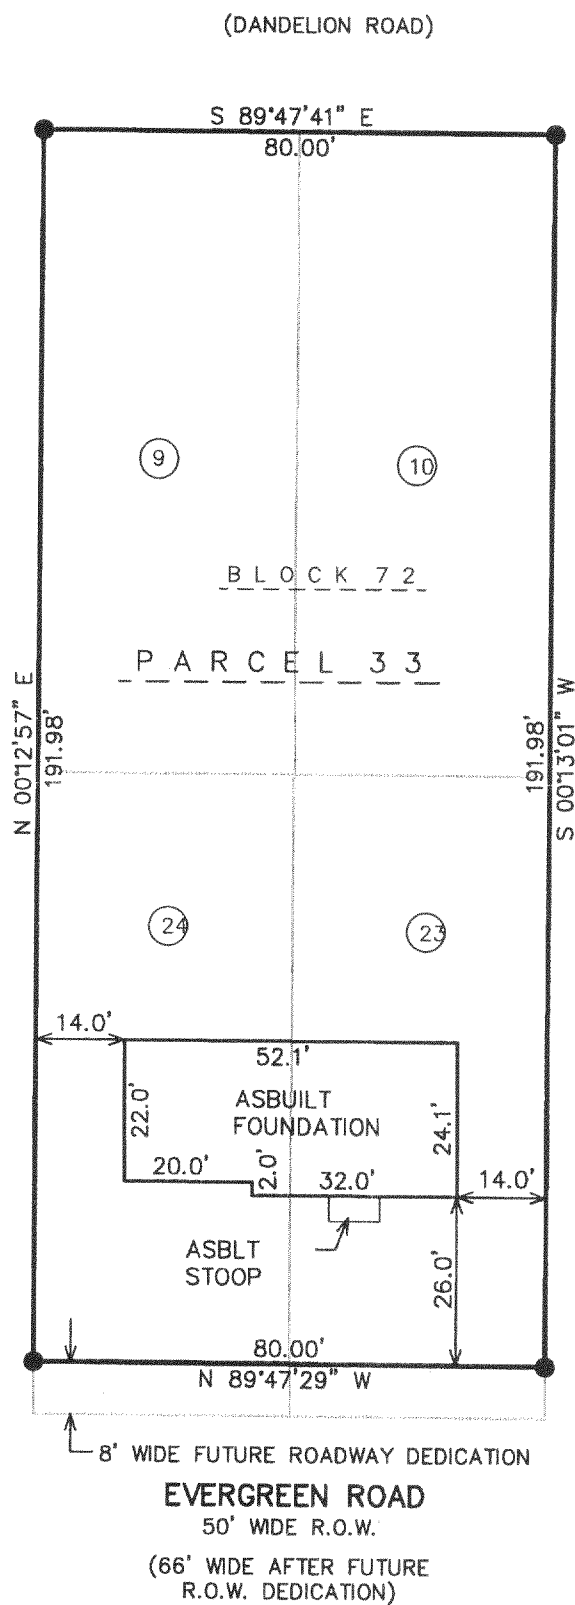 (DANDELION ROAD)
S 89°47'41" E
80.00'
9
10
BLOCK 72
PARCEL 33
N 00°12'57" E
191.98'
191.98'
S 00°13'01" W
24
23
14.0'
52.1'
22.0'
ASBUILT
FOUNDATION
24.1'
20.0'
2.0'
32.0'
14.0'
ASBLT
STOOP
26.0'
80.00'
N 89°47'29" W
8' WIDE FUTURE ROADWAY DEDICATION
EVERGREEN ROAD
50' WIDE R.O.W.
(66' WIDE AFTER FUTURE
R.O.W. DEDICATION)